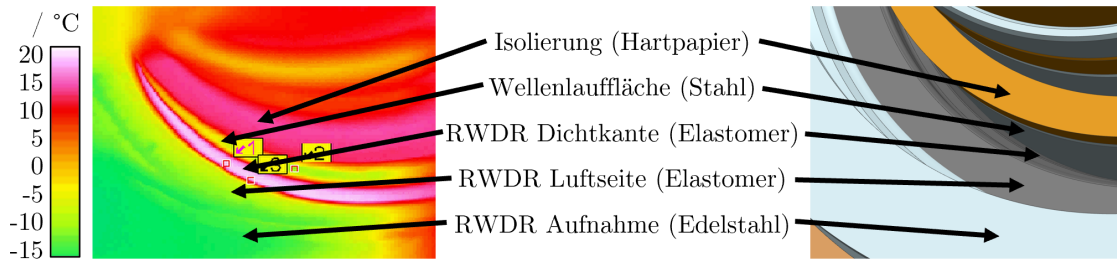 / °C
20
15
10
5
0
-5
-10
-15
1
3
2
Isolierung (Hartpapier)
Wellenlauffläche (Stahl)
RWDR Dichtkante (Elastomer)
RWDR Luftseite (Elastomer)
RWDR Aufnahme (Edelstahl)